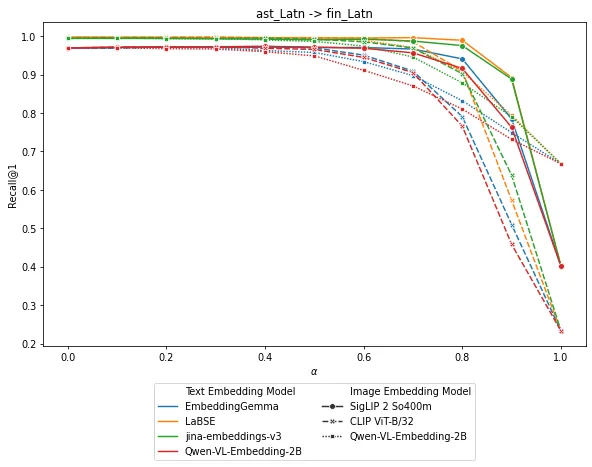 ast_Latn -> fin_Latn
Recall@1
1.0
0.9
0.8
0.7
0.6
0.5
0.4
0.3
0.2
0.0 0.2 0.4 0.6 0.8 1.0
α
Text Embedding Model Image Embedding Model
EmbeddingGemma SigLIP 2 So400m
LaBSE CLIP ViT-B/32
jina-embeddings-v3 Qwen-VL-Embedding-2B
Qwen-VL-Embedding-2B